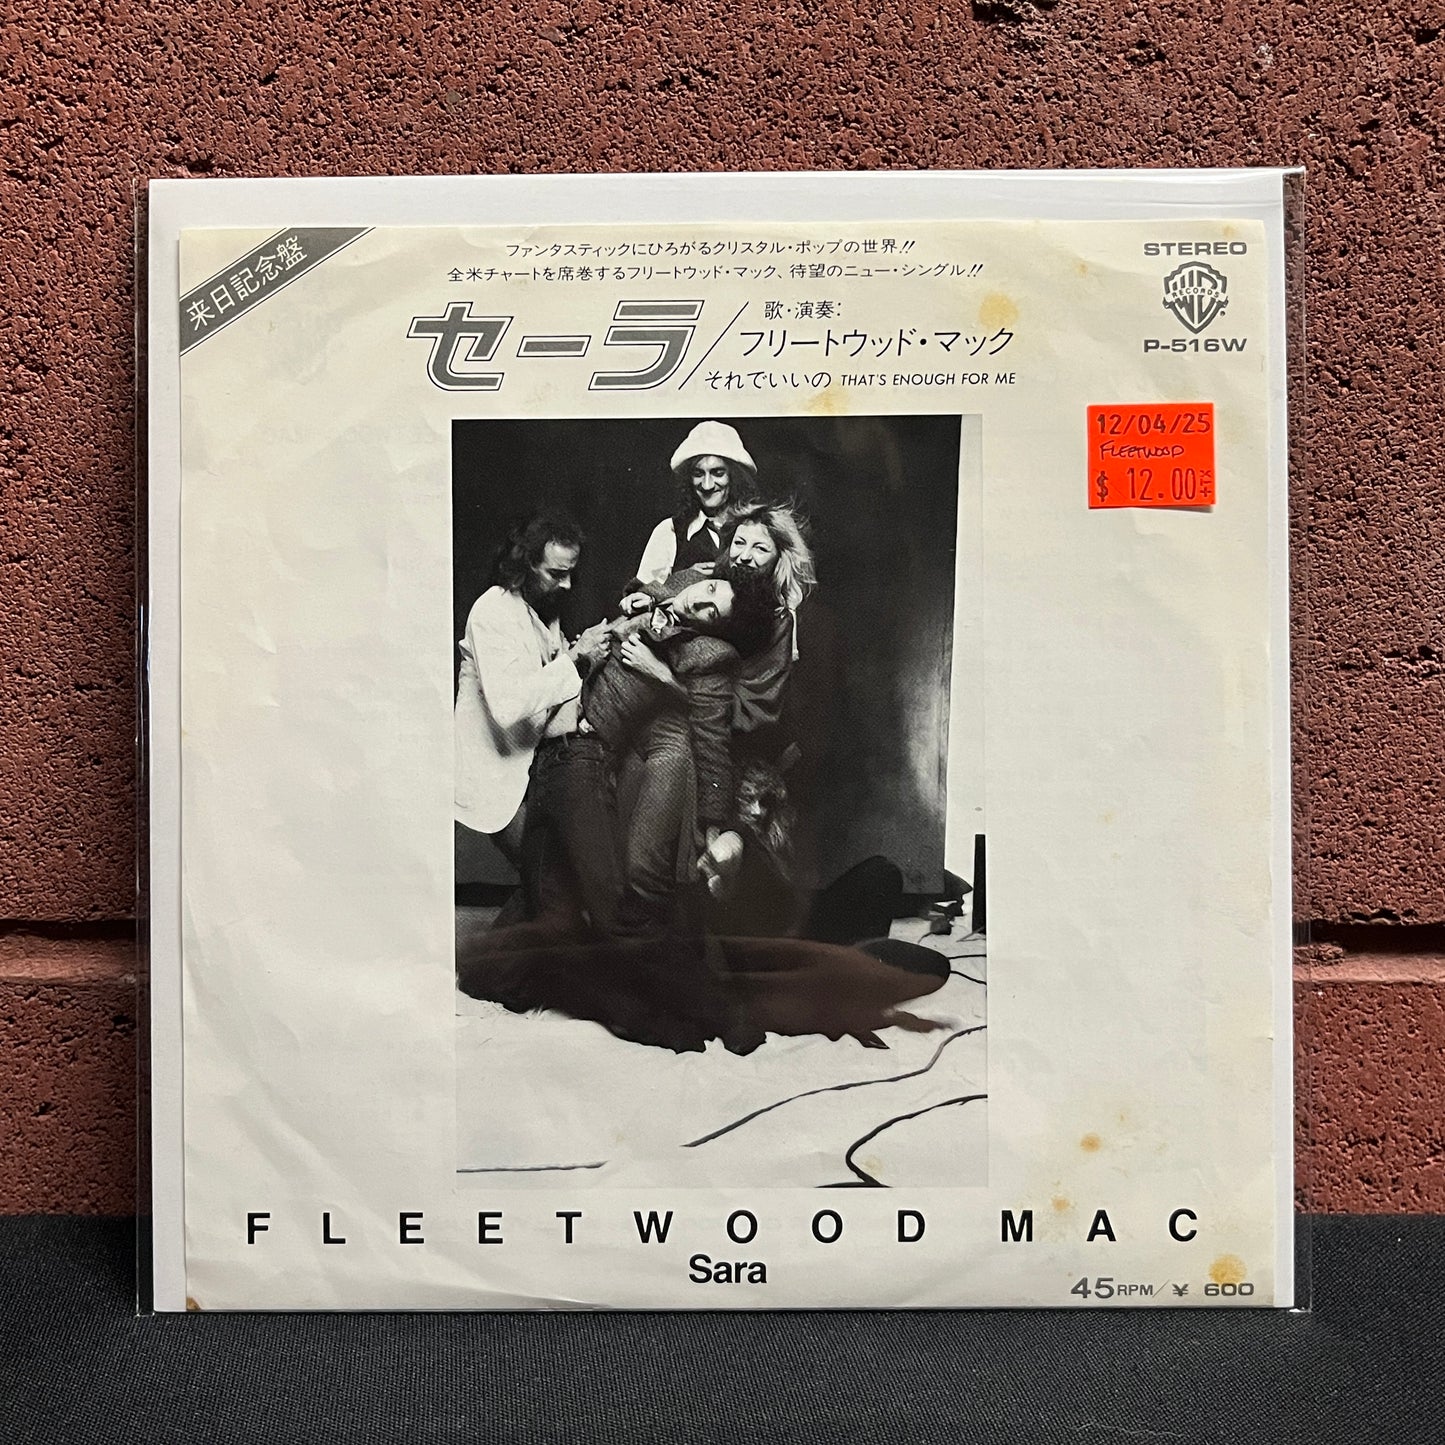 来日記念盤
ファンタスティックにひろがるクリスタル・ポップの世界!!
全米チャートを席巻するフリートウッド・マック、待望のニュー・シングル!!
セーラ/歌・演奏:
フリートウッド・マック
それでいいの THAT'S ENOUGH FOR ME
STEREO
WB
RECORDS
P-516W
12/04/25
FLEETWOOD
$ 12.00
FLEETWOOD MAC
Sara
45RPM/¥ 600